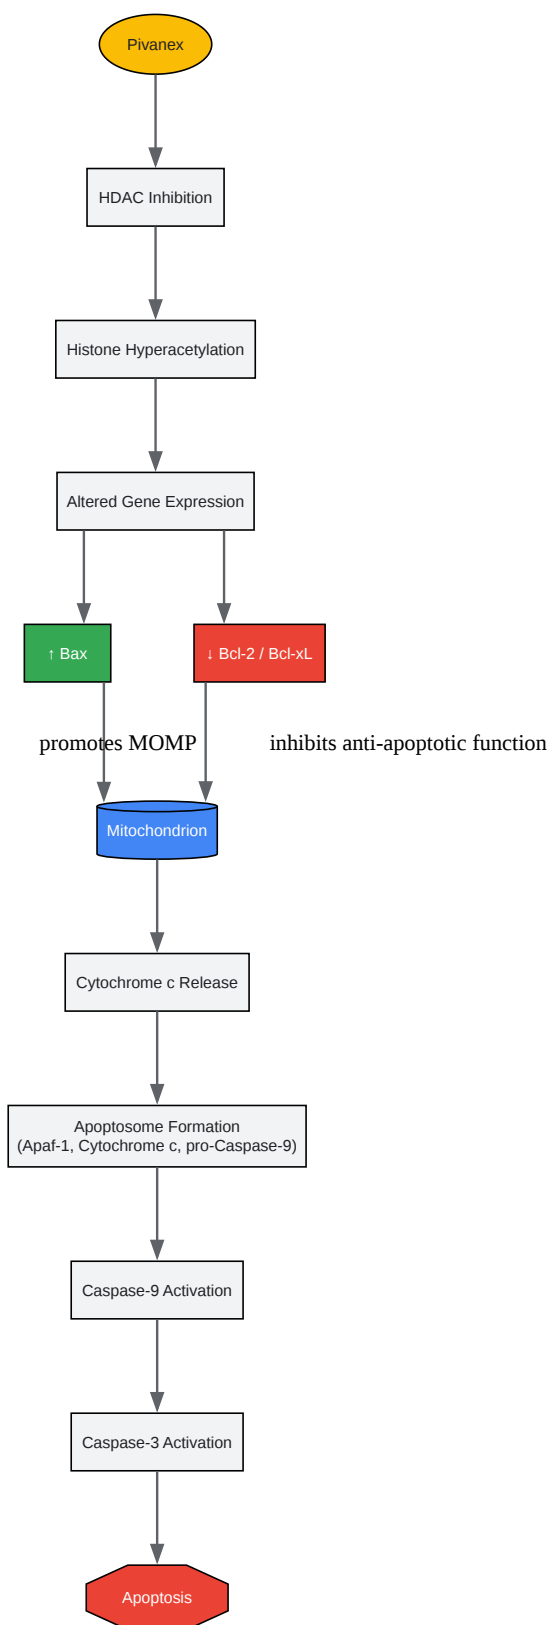 Pivanex
HDAC Inhibition
Histone Hyperacetylation
Altered Gene Expression
↑ Bax
↓ Bcl-2 / Bcl-xL
promotes MOMP
inhibits anti-apoptotic function
Mitochondrion
Cytochrome c Release
Apoptosome Formation
(Apaf-1, Cytochrome c, pro-Caspase-9)
Caspase-9 Activation
Caspase-3 Activation
Apoptosis